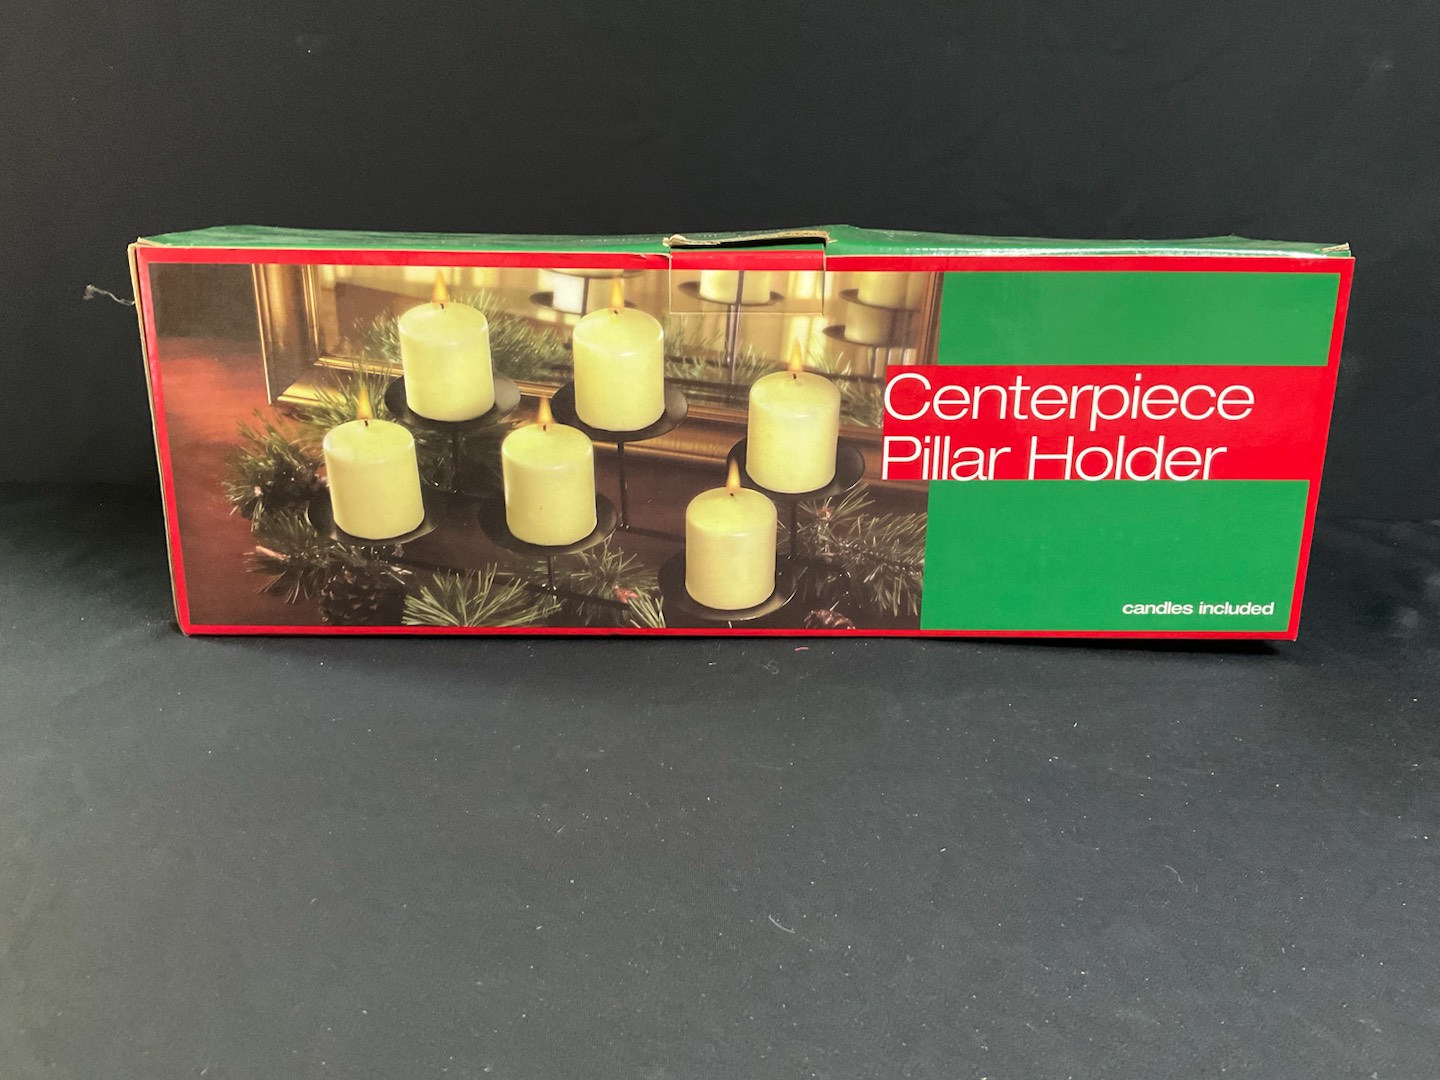 Centerpiece
Pillar Holder
candles included